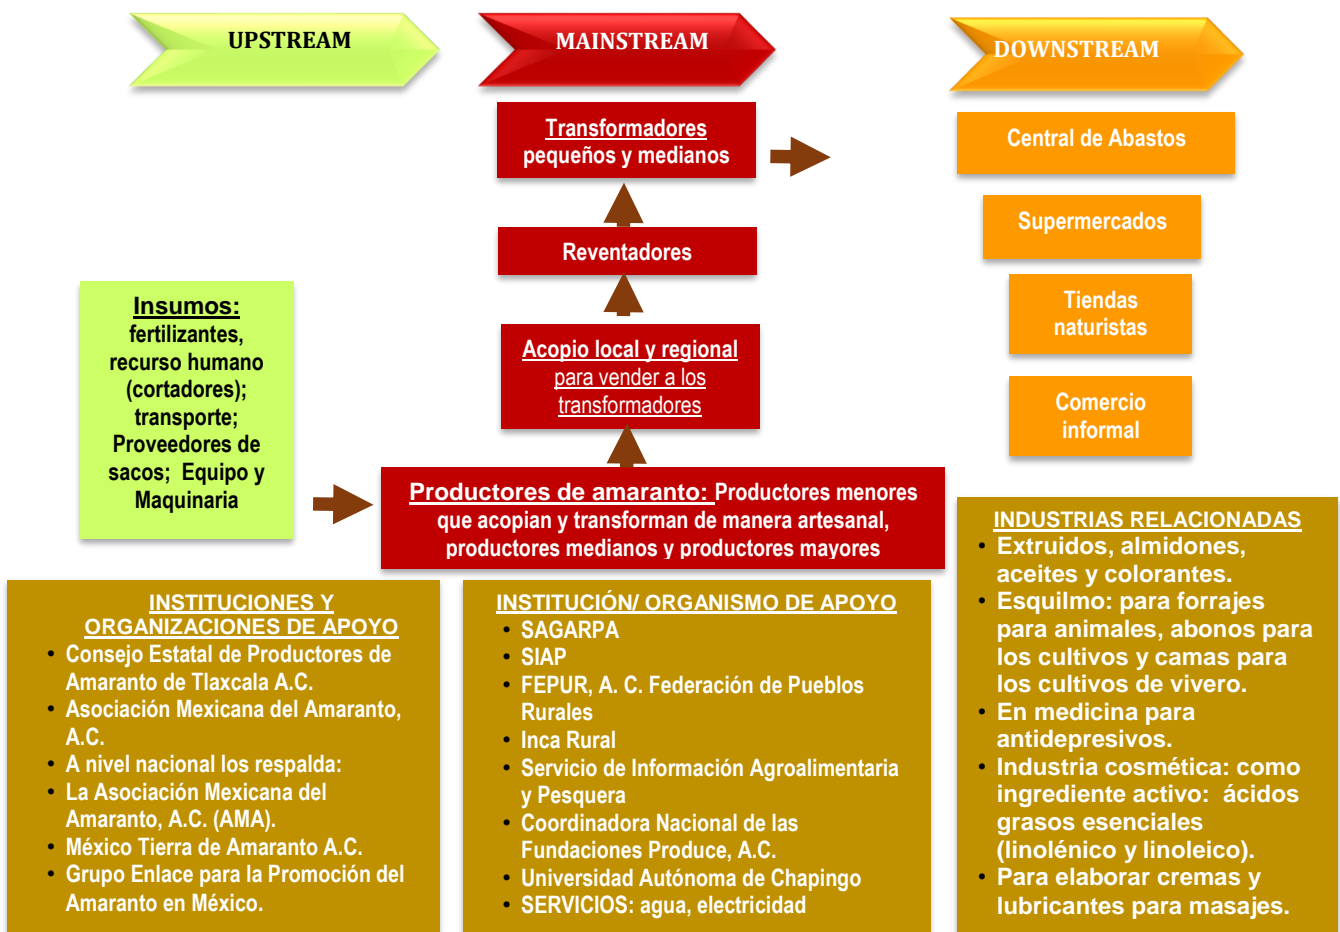 UPSTREAM
MAINSTREAM
DOWNSTREAM
Transformadores
pequeños y medianos
Central de Abastos
Supermercados
Reventadores
Insumos:
fertilizantes,
recurso humano
(cortadores);
transporte;
Proveedores de
sacos; Equipo y
Maquinaria
Tiendas
naturistas
Acopio local y regional
para vender a los
transformadores
Comercio
informal
Productores de amaranto: Productores menores
que acopian y transforman de manera artesanal,
productores medianos y productores mayores
INSTITUCIONES Y
ORGANIZACIONES DE APOYO
• Consejo Estatal de Productores de
Amaranto de Tlaxcala A.C.
• Asociación Mexicana del Amaranto,
A.C.
• A nivel nacional los respalda:
• La Asociación Mexicana del
Amaranto, A.C. (AMA).
• México Tierra de Amaranto A.C.
• Grupo Enlace para la Promoción del
Amaranto en México.
INSTITUCIÓN/ ORGANISMO DE APOYO
• SAGARPA
• SIAP
• FEPUR, A. C. Federación de Pueblos
Rurales
• Inca Rural
• Servicio de Información Agroalimentaria
y Pesquera
• Coordinadora Nacional de las
Fundaciones Produce, A.C.
• Universidad Autónoma de Chapingo
• SERVICIOS: agua, electricidad
INDUSTRIAS RELACIONADAS
• Extruidos, almidones,
aceites y colorantes.
• Esquilmo: para forrajes
para animales, abonos para
los cultivos y camas para
los cultivos de vivero.
• En medicina para
antidepresivos.
• Industria cosmética: como
ingrediente activo: ácidos
grasos esenciales
(linolénico y linoleico).
• Para elaborar cremas y
lubricantes para masajes.